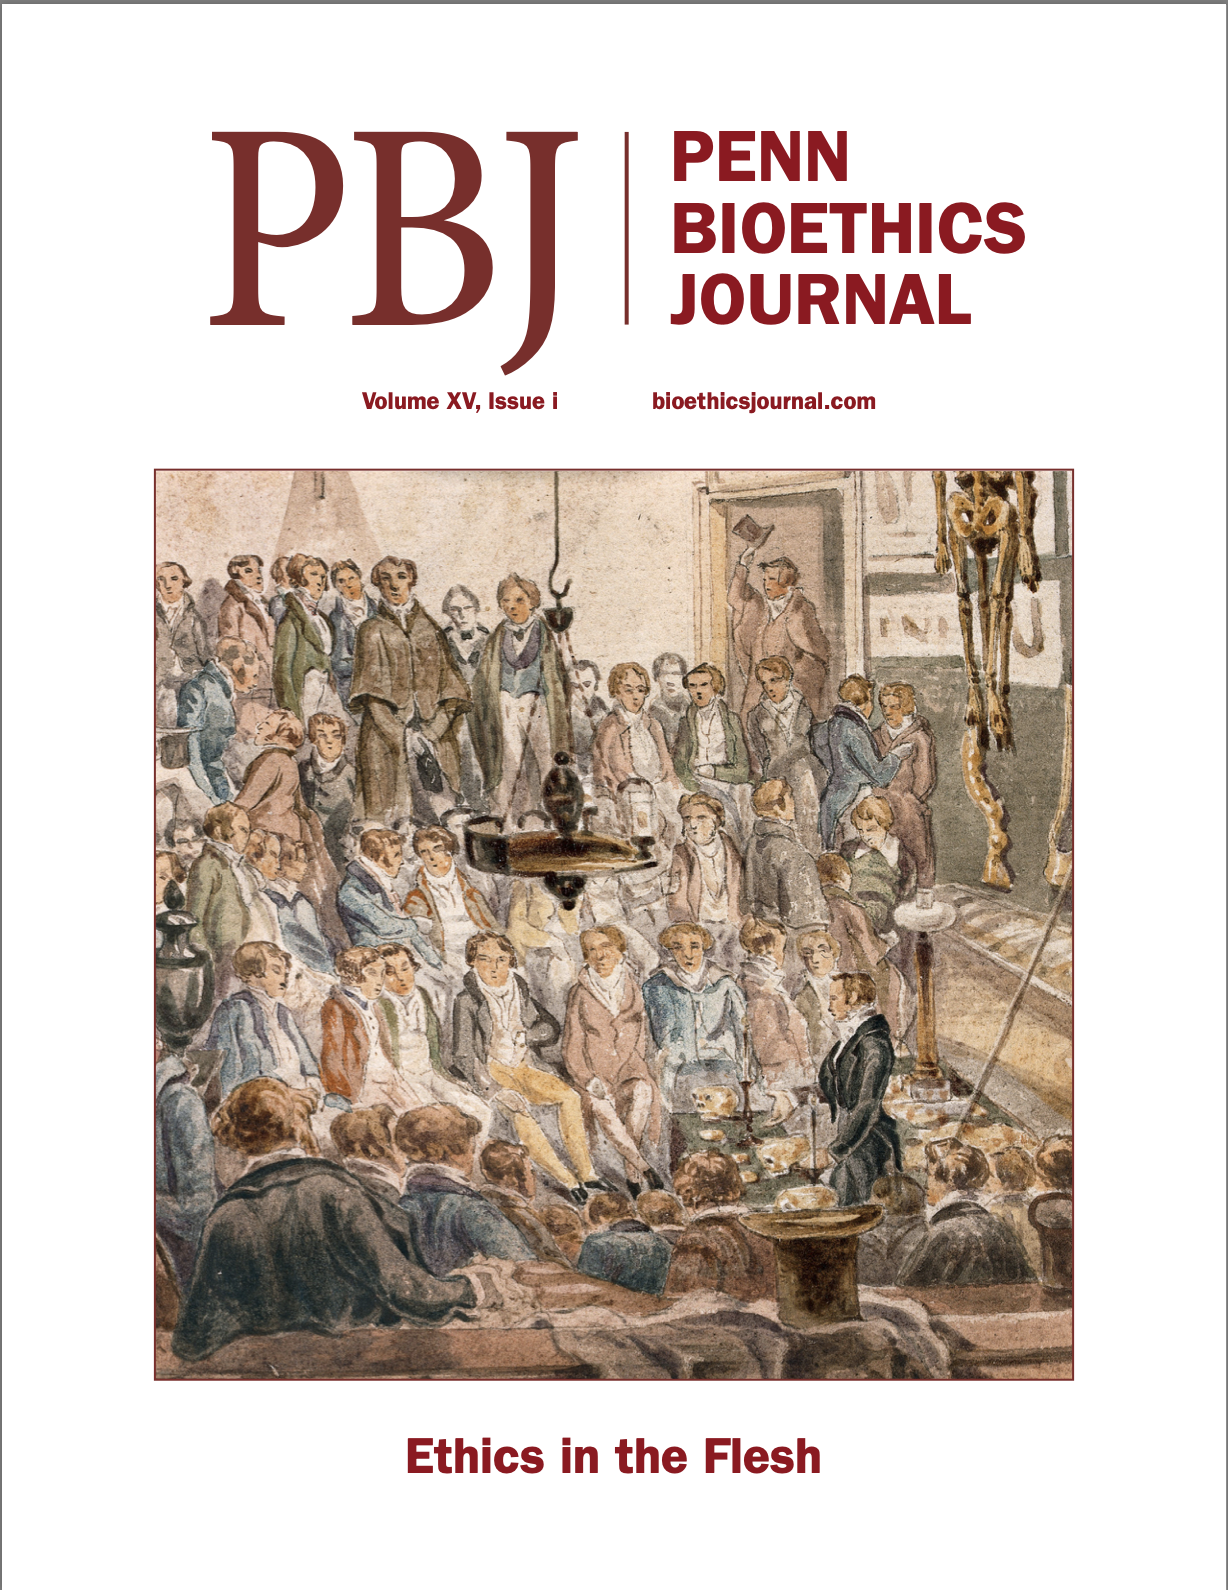 PBJ
PENN
BIOETHICS
JOURNAL
Volume XV, Issue i
bioethicsjournal.com
Ethics in the Flesh